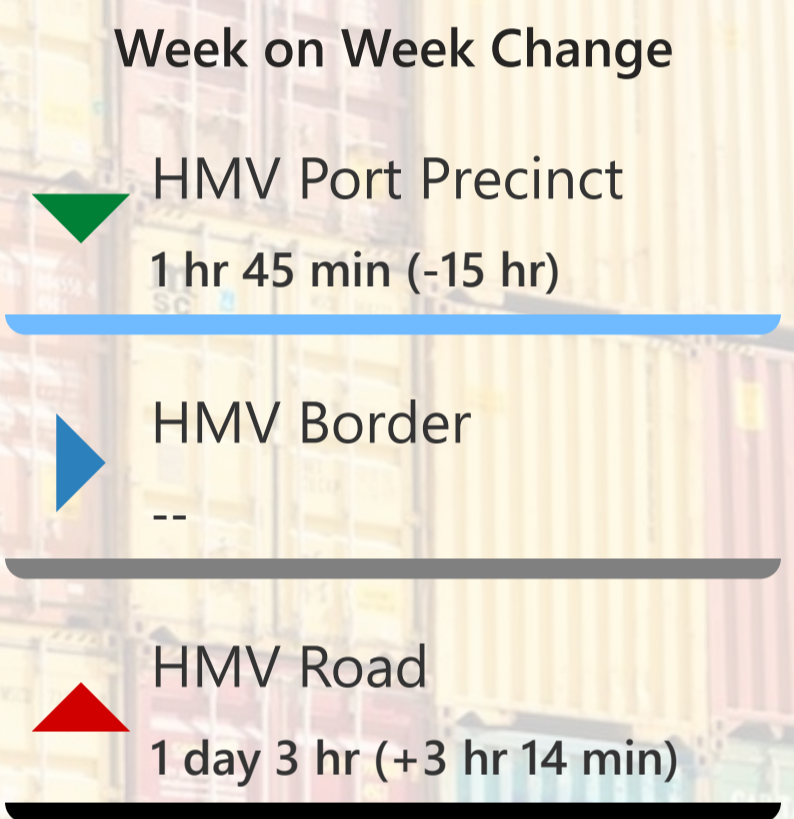 Week on Week Change
HMV Port Precinct
1 hr 45 min (-15 hr)
HMV Border
--
HMV Road
1 day 3 hr (+3 hr 14 min)